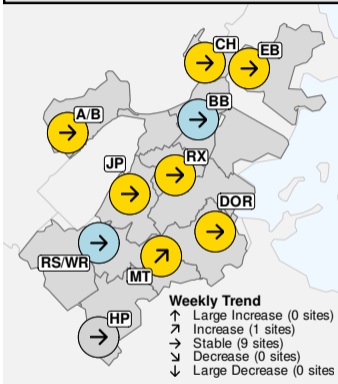 CH
EB
BB
A/B
RX
JP
DOR
RS/WR
MT
HP
Weekly Trend
↑ Large Increase (0 sites)
↗ Increase (1 sites)
→ Stable (9 sites)
↘ Decrease (0 sites)
↓ Large Decrease (0 sites